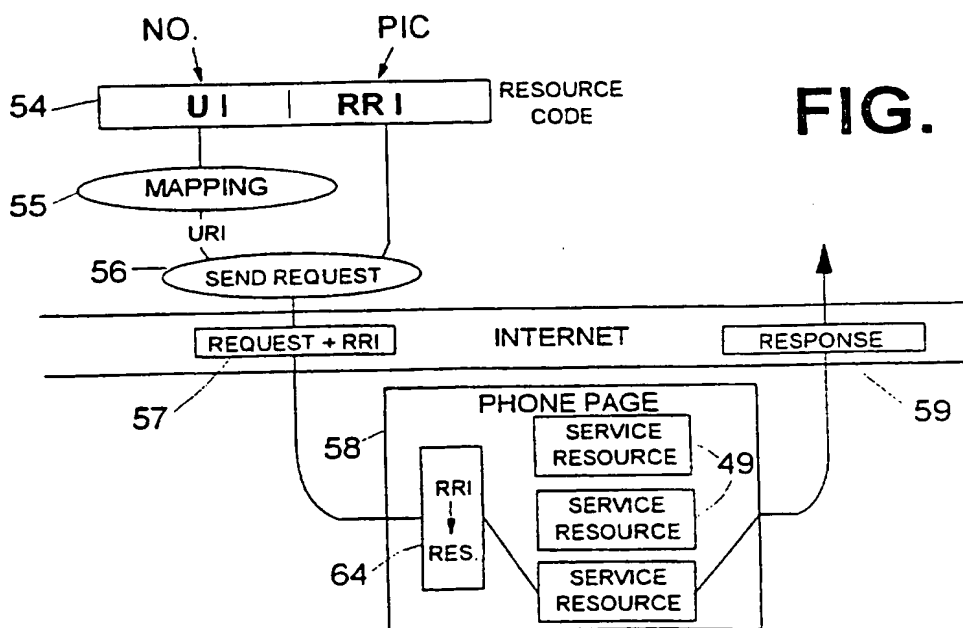 NO.
PIC
54
UI | RRI
RESOURCE
CODE
FIG.
55
MAPPING
URI
56
SEND REQUEST
REQUEST + RRI
INTERNET
RESPONSE
57
59
58
PHONE PAGE
SERVICE
RESOURCE
49
RRI
RES.
64
SERVICE
RESOURCE
SERVICE
RESOURCE